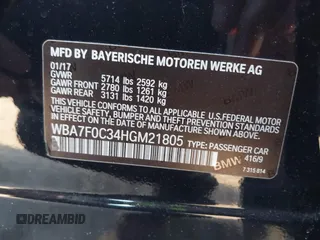 MFD BY BAYERISCHE MOTOREN WERKE AG
01/17
GVWR 5714 lbs 2592 kg
GAWR FRONT 2780 lbs 1261 kg
GAWR REAR 3131 lbs 1420 kg
THIS VEHICLE CONFORMS TO ALL APPLICABLE U.S. FEDERAL MOTOR
VEHICLE SAFETY, BUMPER, AND THEFT PREVENTION STANDARDS IN EFFECT ON
THE DATE OF MANUFACTURE SHOWN ABOVE.
WBA7F0C34HGM21805 TYPE: PASSENGER CAR
416/9
BMW
7 315 814
DREAMBID